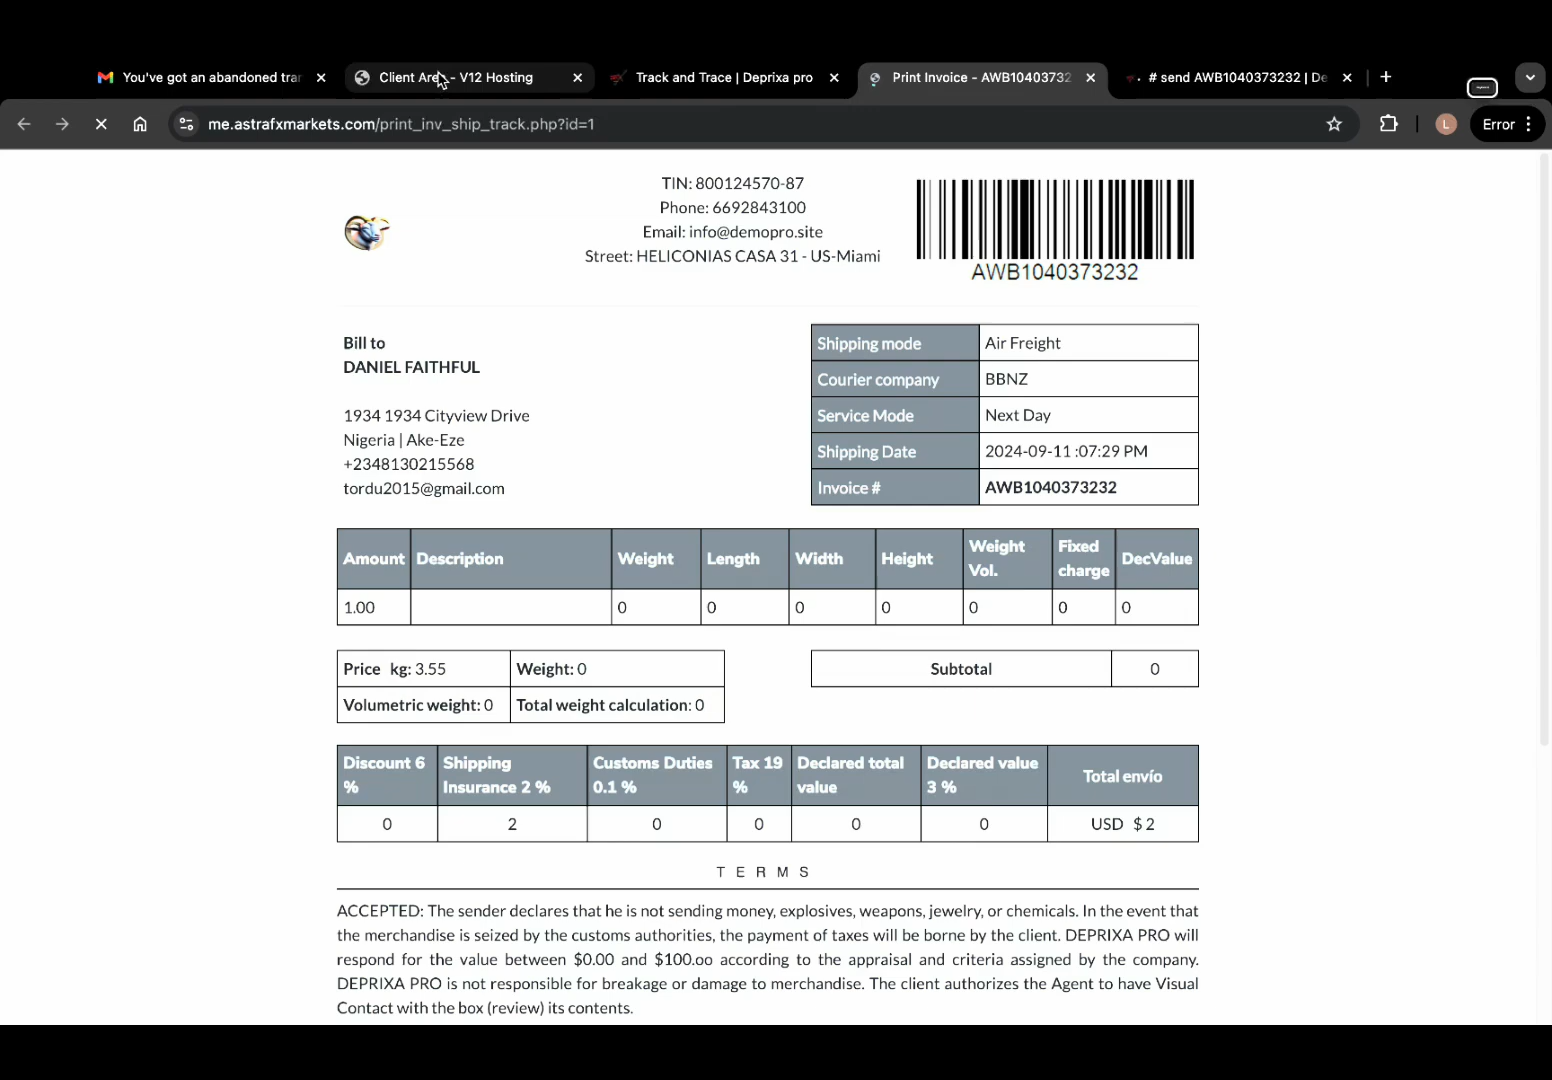 You've got an abandoned tran
Client Area - V12 Hosting
Track and Trace | Deprixa pro
Print Invoice - AWB10403732
# send AWB1040373232 | De
me.astrafxmarkets.com/print_inv_ship_track.php?id=1
L
Error
TIN: 800124570-87
Phone: 6692843100
Email: info@demopro.site
Street: HELICONIAS CASA 31 - US-Miami
AWB1040373232
Bill to
DANIEL FAITHFUL
1934 1934 Cityview Drive
Nigeria | Ake-Eze
+2348130215568
tordu2015@gmail.com
Shipping mode Air Freight
Courier company BBNZ
Service Mode Next Day
Shipping Date 2024-09-11 :07:29 PM
Invoice # AWB1040373232
Amount Description Weight Length Width Height Weight Vol. Fixed charge DecValue
1.00 0 0 0 0 0 0 0
Price kg: 3.55 Weight: 0
Volumetric weight: 0 Total weight calculation: 0
Subtotal 0
Discount 6 % Shipping Insurance 2 % Customs Duties 0.1 % Tax 19 % Declared total value Declared value 3 % Total envío
0 2 0 0 0 0 USD $ 2
T E R M S
ACCEPTED: The sender declares that he is not sending money, explosives, weapons, jewelry, or chemicals. In the event that
the merchandise is seized by the customs authorities, the payment of taxes will be borne by the client. DEPRIXA PRO will
respond for the value between $0.00 and $100.oo according to the appraisal and criteria assigned by the company.
DEPRIXA PRO is not responsible for breakage or damage to merchandise. The client authorizes the Agent to have Visual
Contact with the box (review) its contents.